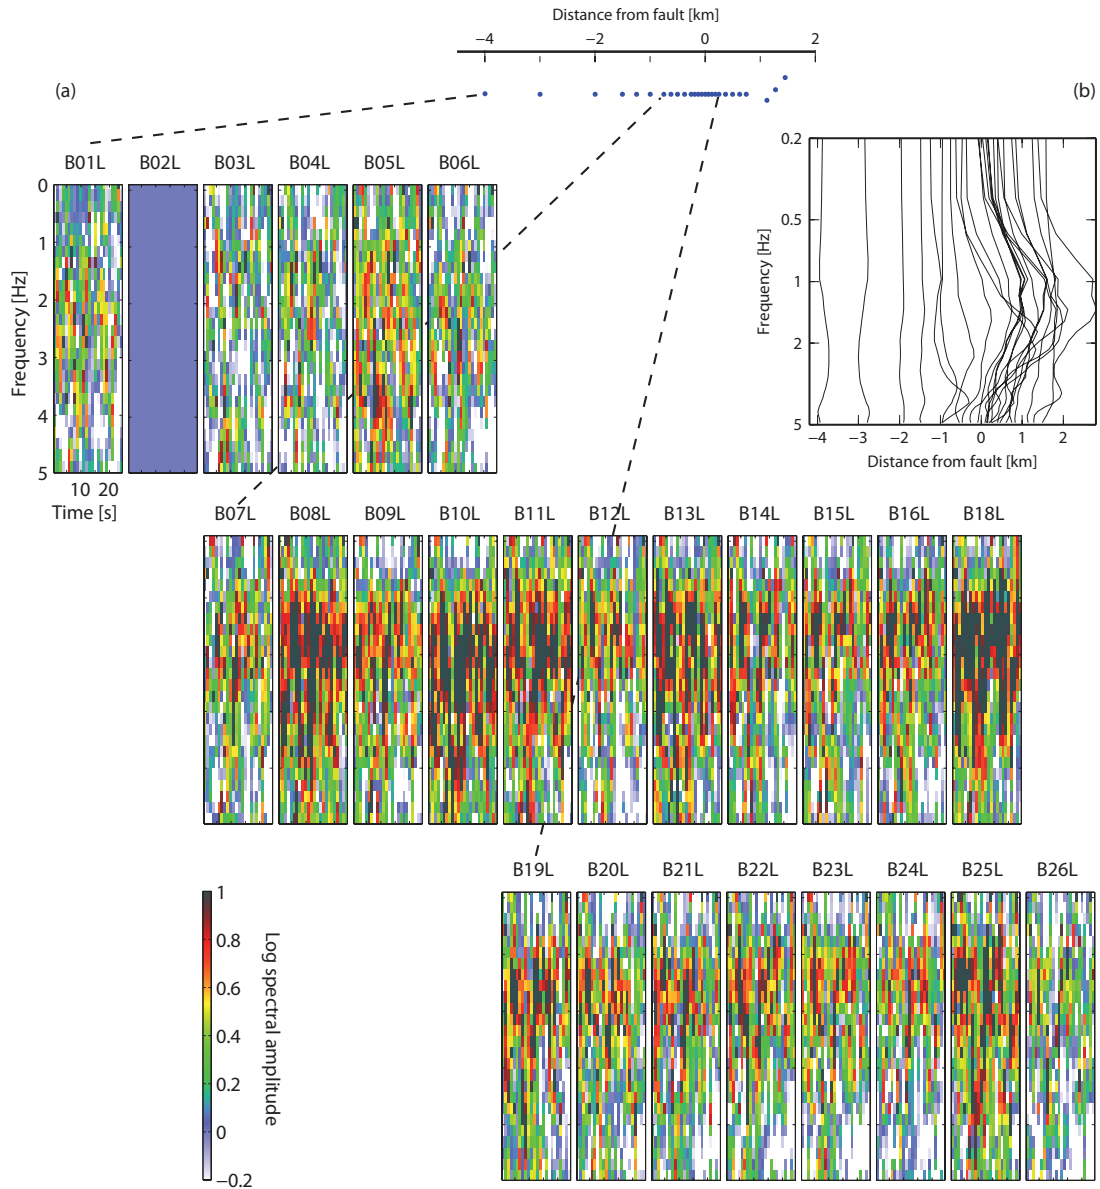 Distance from fault [km]
−4 −2 0 2
(a) (b)
B01L B02L B03L B04L B05L B06L
0
1
2
3
4
5
Frequency [Hz]
10 20
Time [s]
0.2
0.5
1
2
5
Frequency [Hz]
−4 −3 −2 −1 0 1 2
Distance from fault [km]
B07L B08L B09L B10L B11L B12L B13L B14L B15L B16L B18L
B19L B20L B21L B22L B23L B24L B25L B26L
1
0.8
0.6
0.4
0.2
0
−0.2
Log spectral amplitude